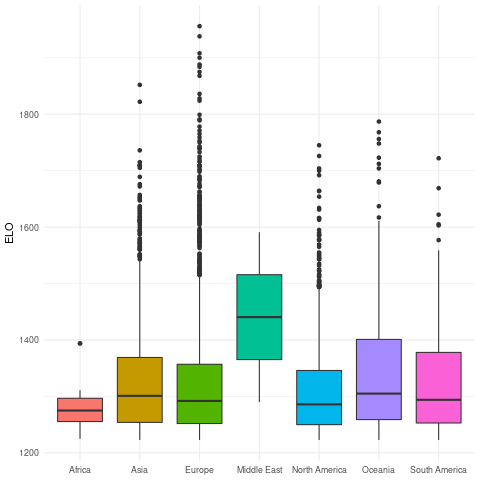 ELO
1800
1600
1400
1200
Africa
Asia
Europe
Middle East
North America
Oceania
South America